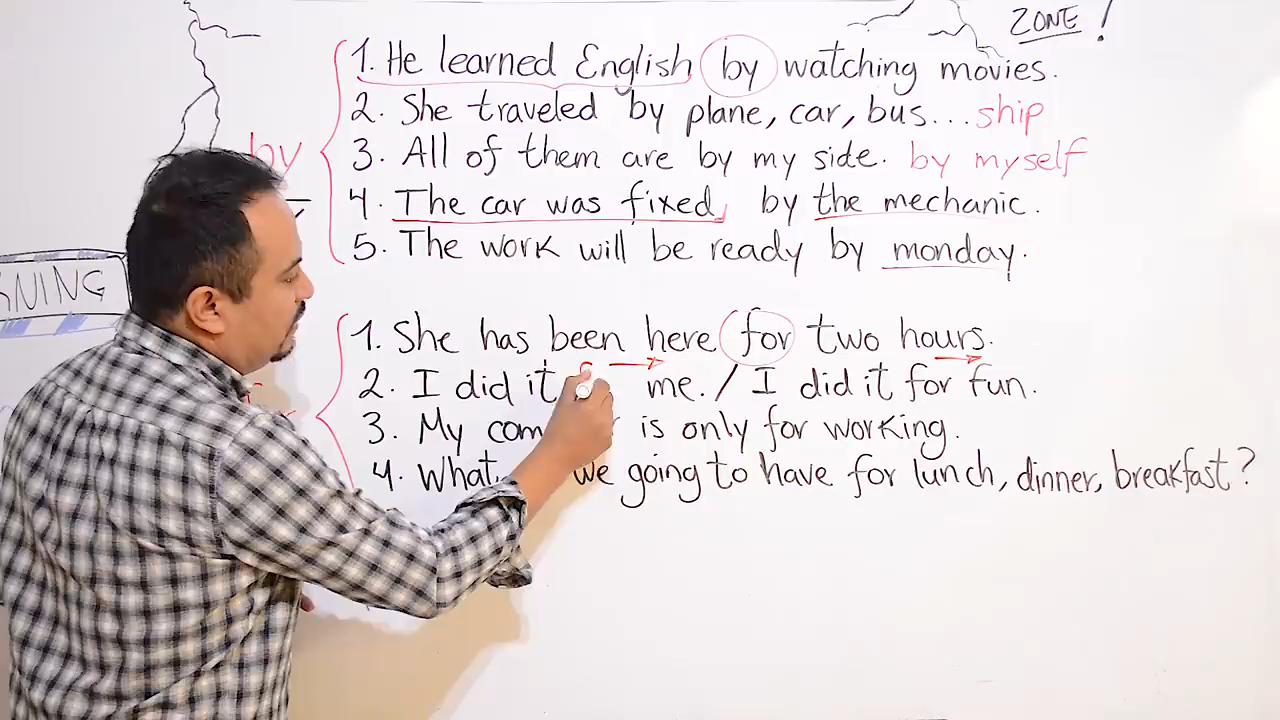 ZONE!
1. He learned English by watching movies.
2. She traveled by plane, car, bus... ship
by
3. All of them are by my side. by myself
4. The car was fixed by the mechanic.
5. The work will be ready by monday.
1. She has been here for two hours.
2. I did it me. / I did it for fun.
3. My is only for working.
4. What we going to have for lunch, dinner, breakfast?